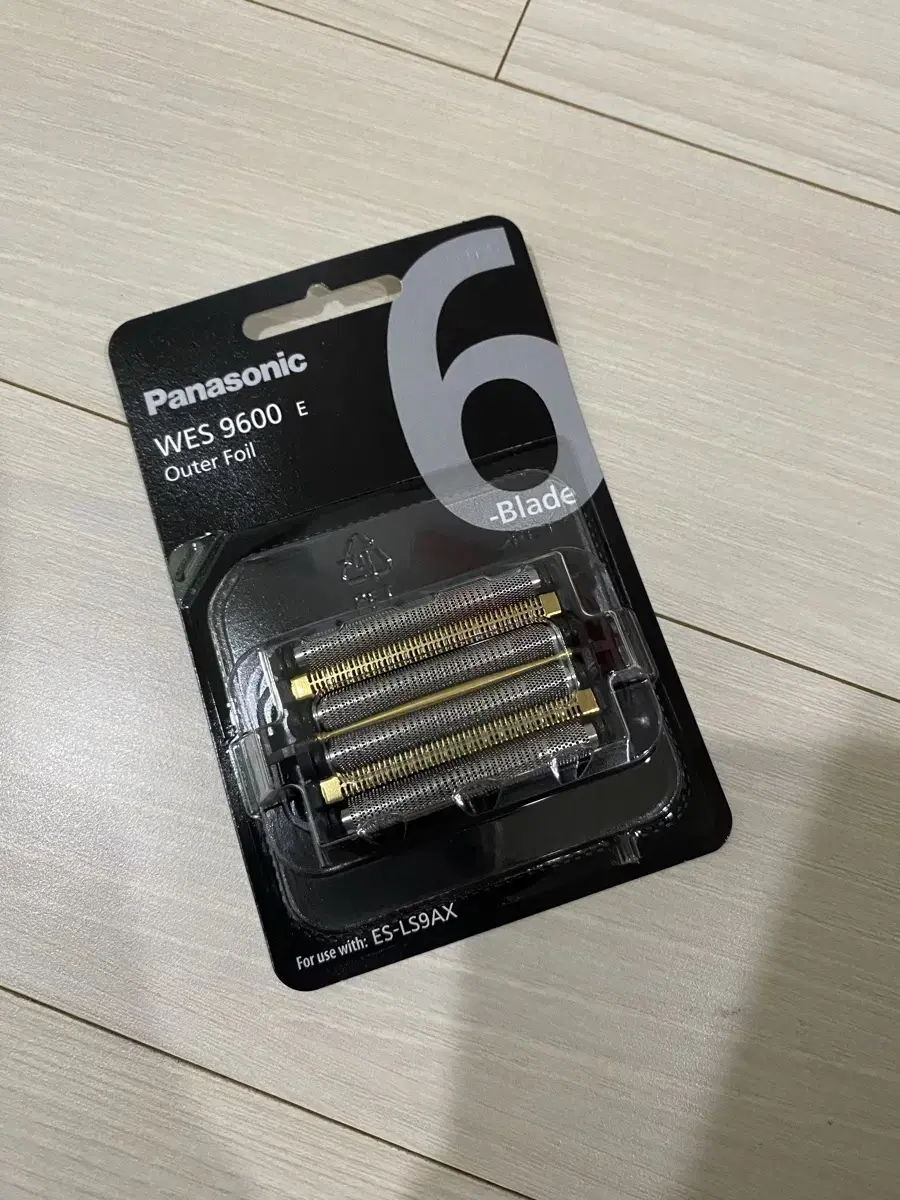 Panasonic
WES 9600 E
Outer Foil
6
-Blade
For use with: ES-LS9AX